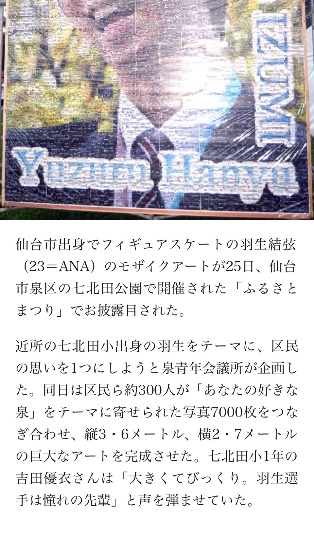 IZUMI
Yuzuru Hanyu
仙台市出身でフィギュアスケートの羽生結弦
（23＝ANA）のモザイクアートが25日、仙台
市泉区の七北田公園で開催された「ふるさと
まつり」でお披露目された。
近所の七北田小出身の羽生をテーマに、区民
の思いを1つにしようと泉青年会議所が企画し
た。同日は区民ら約300人が「あなたの好きな
泉」をテーマに寄せられた写真7000枚をつな
ぎ合わせ、縦3・6メートル、横2・7メートル
の巨大なアートを完成させた。七北田小1年の
吉田優衣さんは「大きくてびっくり。羽生選
手は憧れの先輩」と声を弾ませていた。